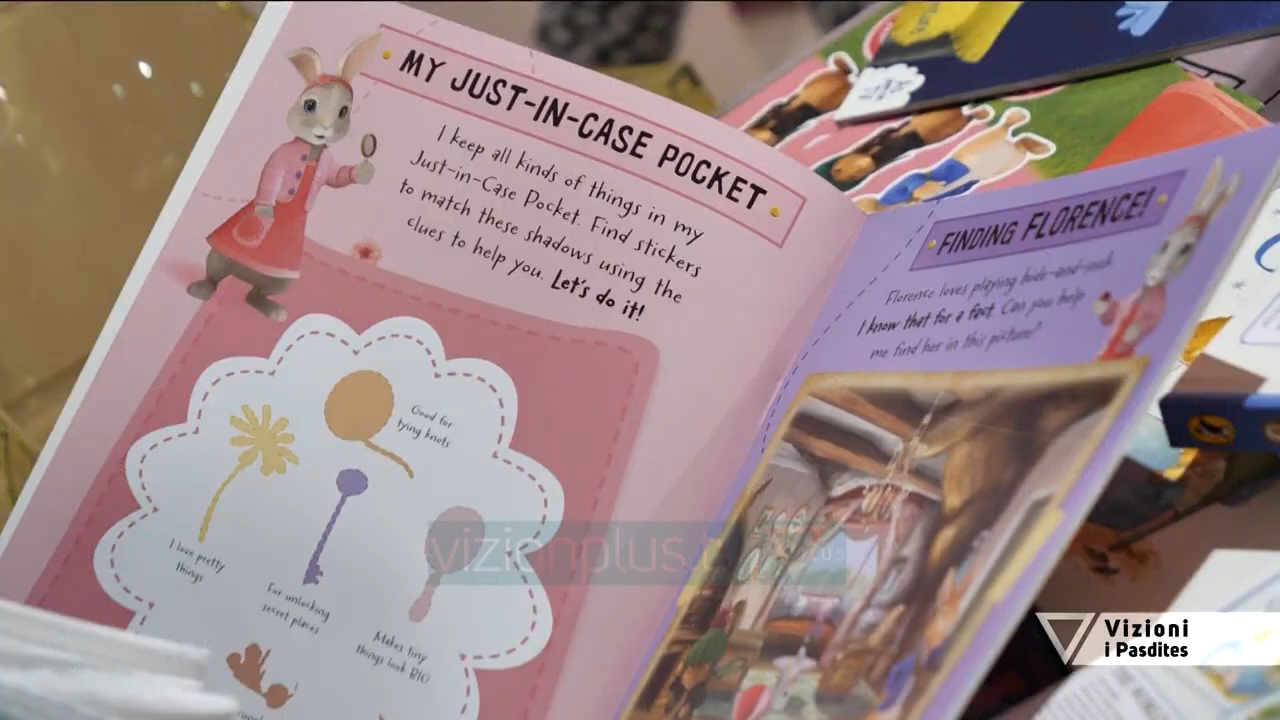 MY JUST-IN-CASE POCKET
I keep all kinds of things in my
Just-in-Case Pocket. Find stickers
to match these shadows using the
clues to help you. Let's do it!
Good for
tying knots
I love pretty
things
For unlocking
secret places
Makes tiny
things look BIG
FINDING FLORENCE!
Florence loves playing hide-and-seek.
I know that for a fact. Can you help
me find her in this picture?
vizionplus.
Vizioni
i Pasdites